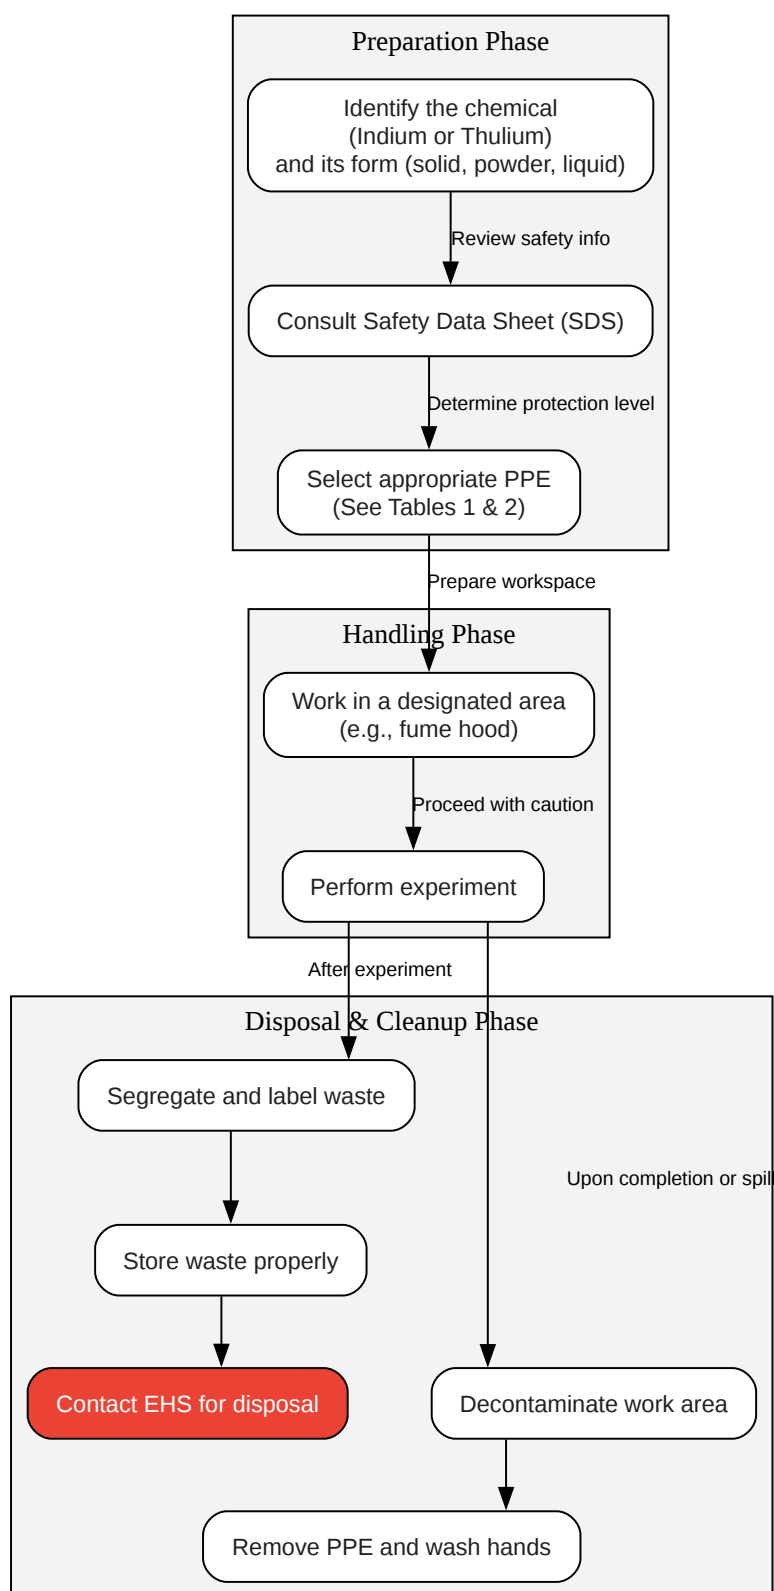 Preparation Phase
Identify the chemical
(Indium or Thulium)
and its form (solid, powder, liquid)
Review safety info
Consult Safety Data Sheet (SDS)
Determine protection level
Select appropriate PPE
(See Tables 1 & 2)
Prepare workspace
Handling Phase
Work in a designated area
(e.g., fume hood)
Proceed with caution
Perform experiment
After experiment
Disposal & Cleanup Phase
Segregate and label waste
Upon completion or spill
Store waste properly
Contact EHS for disposal
Decontaminate work area
Remove PPE and wash hands